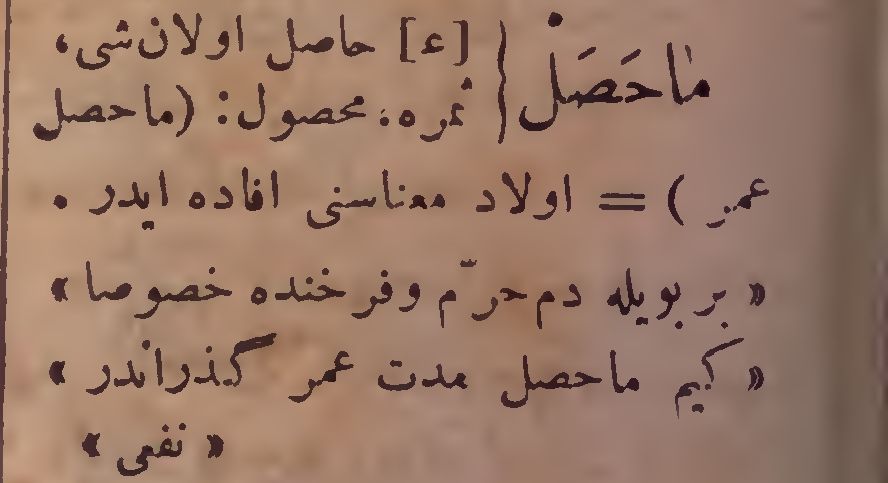 مَاحَصَل [ع] حاصل اولان‌شی،
ثمره، محصول: (ماحصل
عمر) = اولاد معناسنی افاده ایدر .
« بر بویله دم خرّم وفرخنده خصوصا »
« کیم ماحصل مدت عمر گذراندر »
« نفعی »